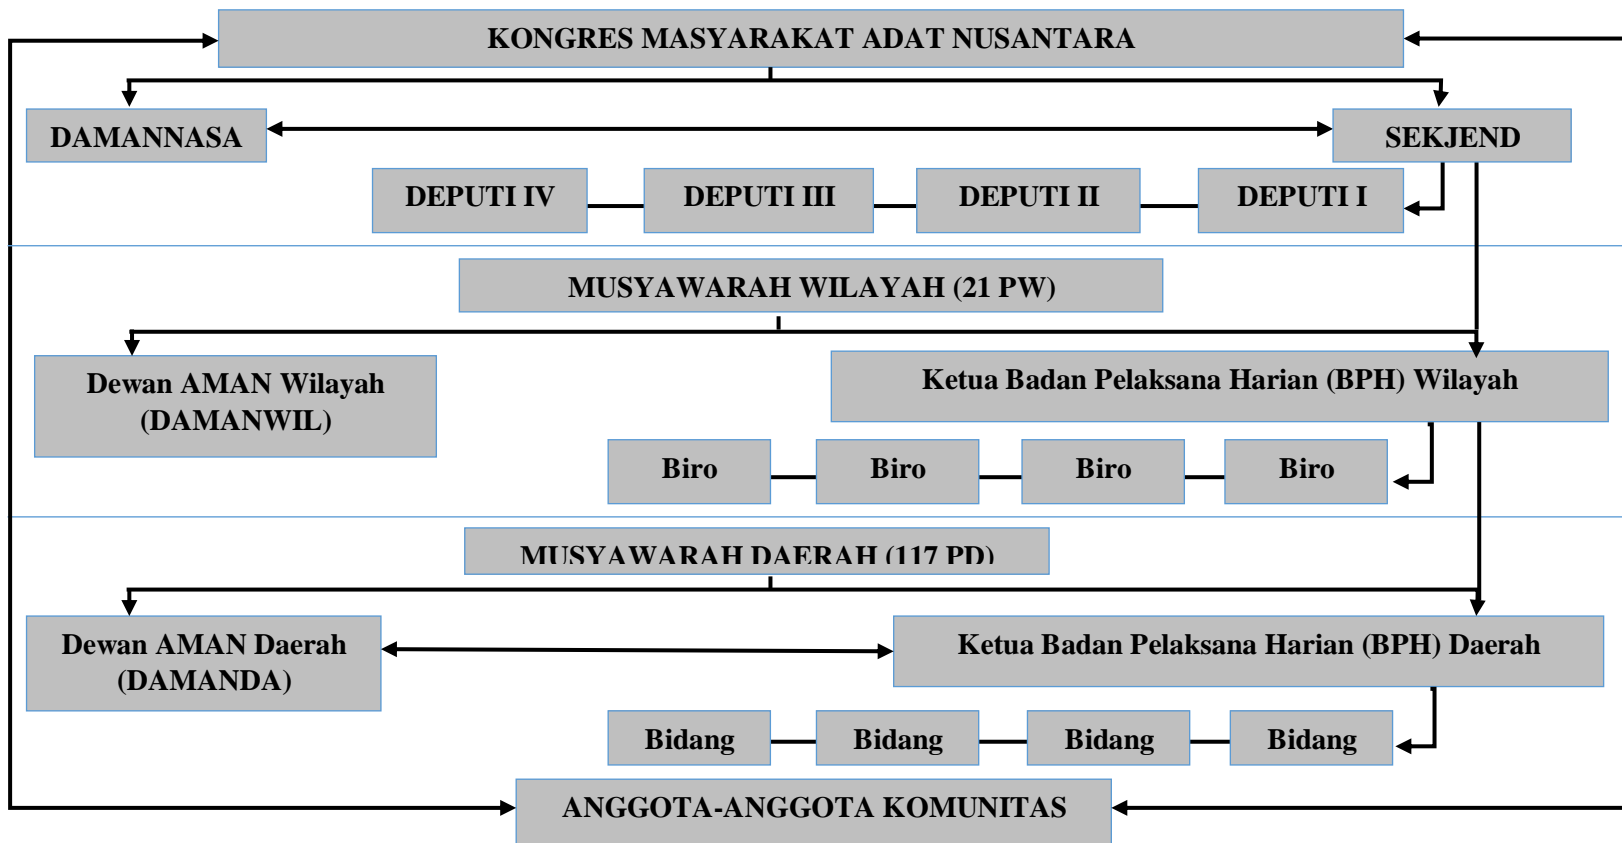 KONGRES MASYARAKAT ADAT NUSANTARA
DAMANNASA
SEKJEND
DEPUTI IV
DEPUTI III
DEPUTI II
DEPUTI I
MUSYAWARAH WILAYAH (21 PW)
Dewan AMAN Wilayah
(DAMANWIL)
Ketua Badan Pelaksana Harian (BPH) Wilayah
Biro
Biro
Biro
Biro
MUSYAWARAH DAERAH (117 PD)
Dewan AMAN Daerah
(DAMANDA)
Ketua Badan Pelaksana Harian (BPH) Daerah
Bidang
Bidang
Bidang
Bidang
ANGGOTA-ANGGOTA KOMUNITAS